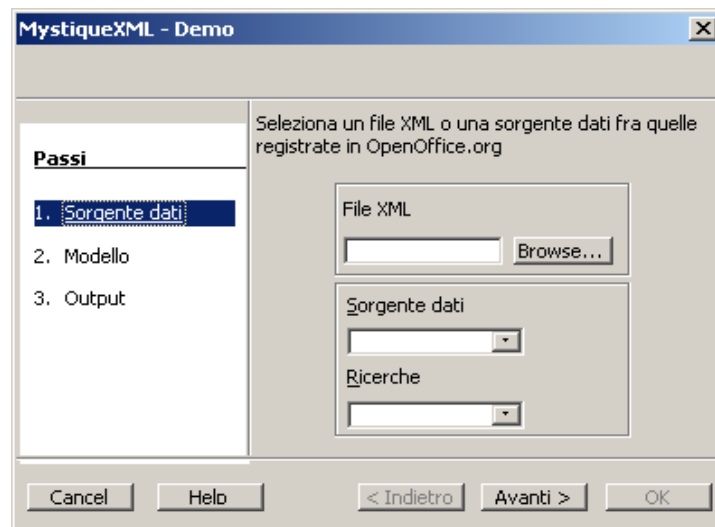 MystiqueXML - Demo
Passi
1. Sorgente dati
2. Modello
3. Output
Seleziona un file XML o una sorgente dati fra quelle
registrate in OpenOffice.org
File XML
Browse...
Sorgente dati
Ricerche
Cancel
Help
< Indietro
Avanti >
OK